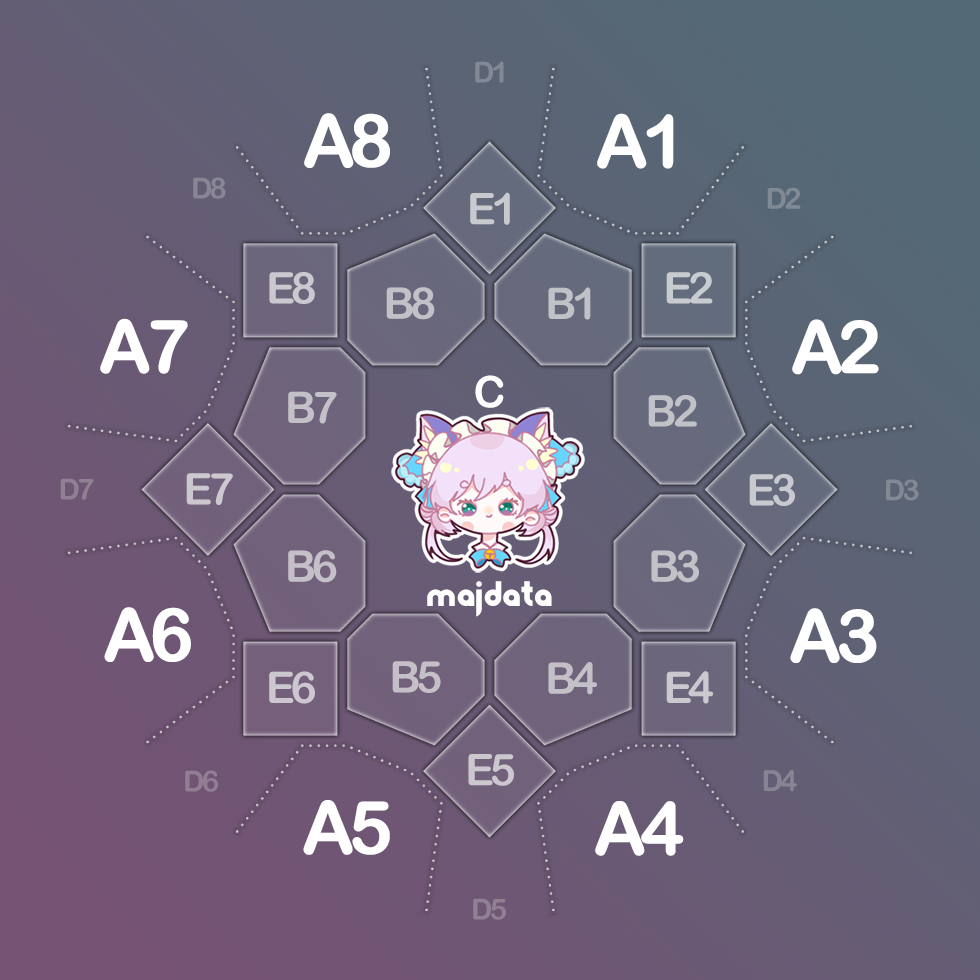 D1
A8 A1
D8 D2
E1
E8 B8 B1 E2
A7 A2
C
B7 B2
D7 E7 E3 D3
B6 B3
majdata
A6 A3
E6 B5 B4 E4
E5
D6 D4
A5 A4
D5